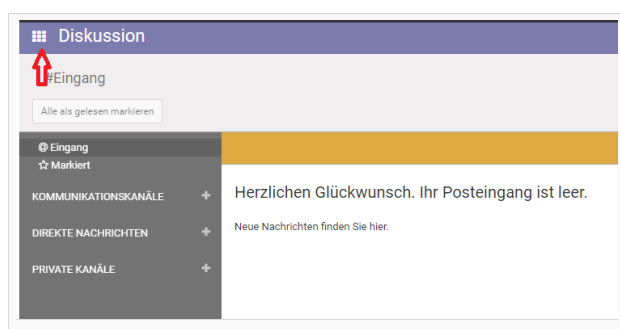 Diskussion
#Eingang
Alle als gelesen markieren
@ Eingang
☆ Markiert
KOMMUNIKATIONSKANÄLE +
DIREKTE NACHRICHTEN +
PRIVATE KANÄLE +
Herzlichen Glückwunsch. Ihr Posteingang ist leer.
Neue Nachrichten finden Sie hier.